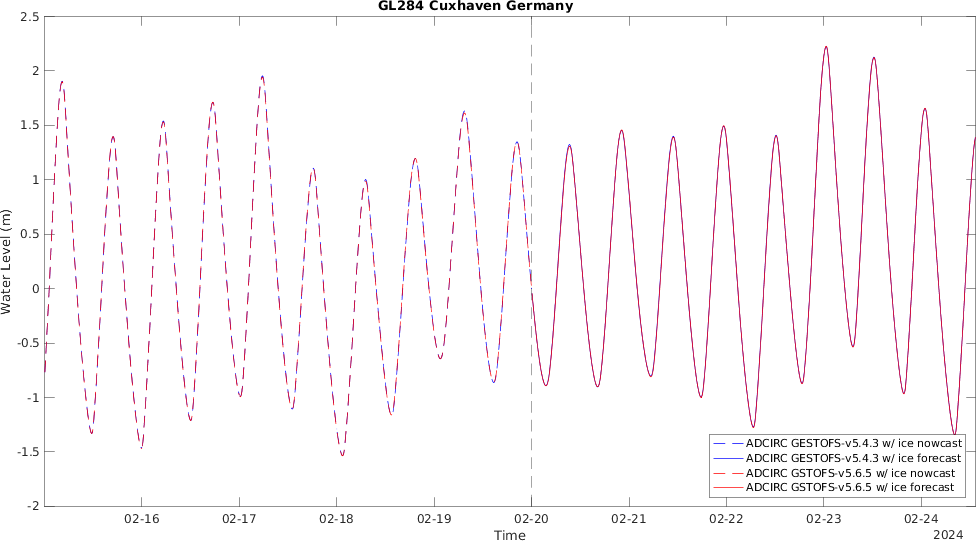 GL284 Cuxhaven Germany
2.5
2
1.5
1
0.5
0
-0.5
-1
-1.5
-2
Water Level (m)
ADCIRC GESTOFS-v5.4.3 w/ ice nowcast
ADCIRC GESTOFS-v5.4.3 w/ ice forecast
ADCIRC GSTOFS-v5.6.5 w/ ice nowcast
ADCIRC GSTOFS-v5.6.5 w/ ice forecast
02-16 02-17 02-18 02-19 02-20 02-21 02-22 02-23 02-24
Time
2024